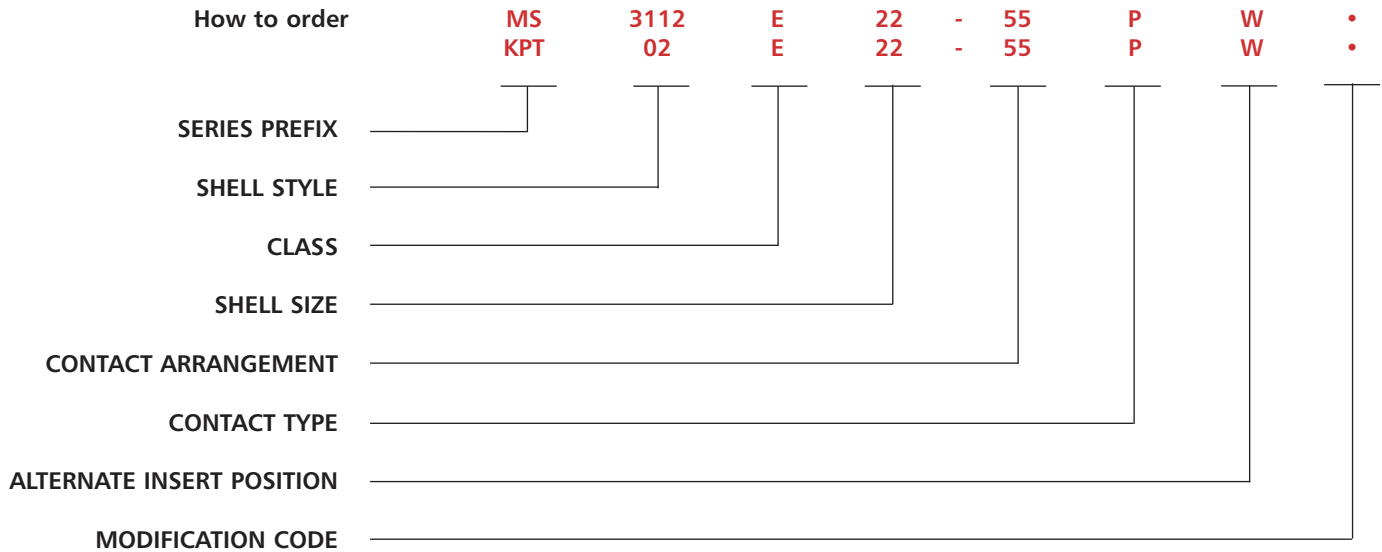 How to order MS 3112 E 22 - 55 P W •
KPT 02 E 22 - 55 P W •
SERIES PREFIX
SHELL STYLE
CLASS
SHELL SIZE
CONTACT ARRANGEMENT
CONTACT TYPE
ALTERNATE INSERT POSITION
MODIFICATION CODE